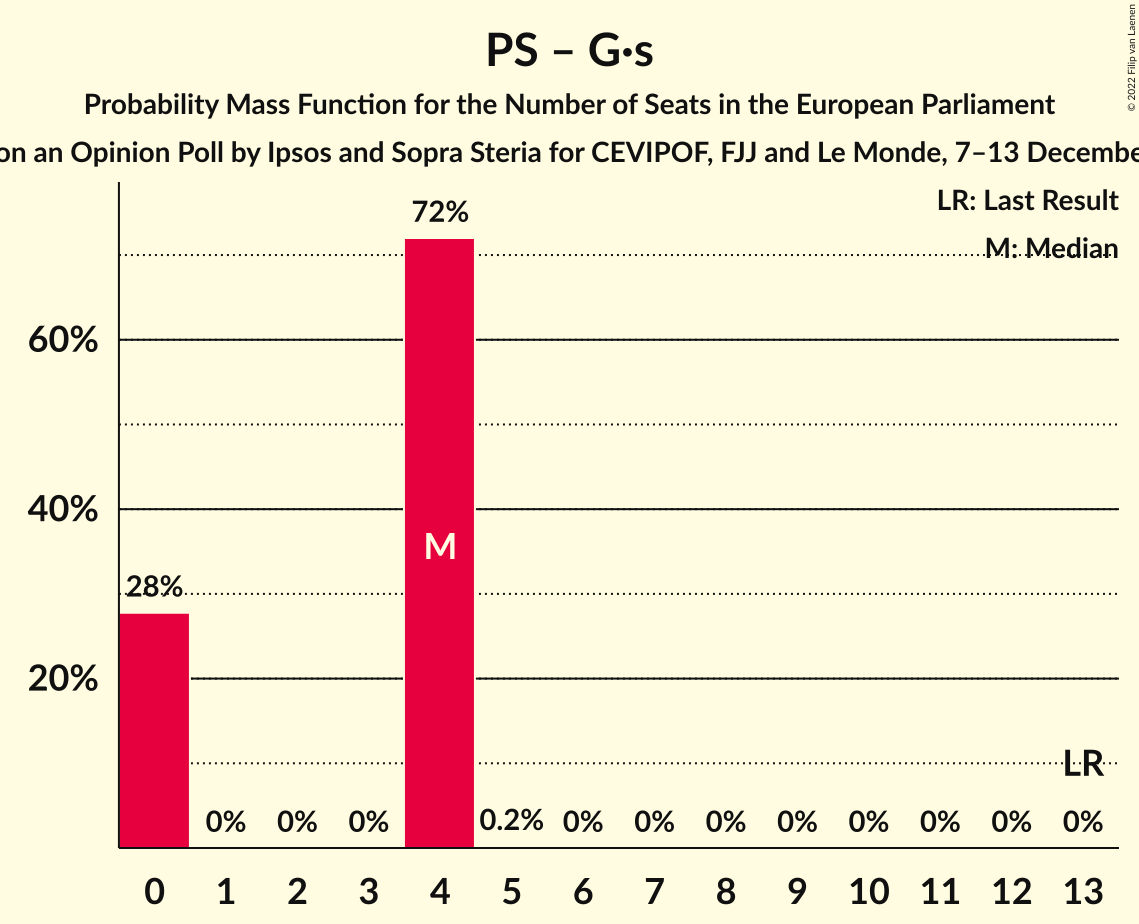 PS – G·s
Probability Mass Function for the Number of Seats in the European Parliament
on an Opinion Poll by Ipsos and Sopra Steria for CEVIPOF, FJJ and Le Monde, 7–13 Decembe
© 2022 Filip van Laenen
LR: Last Result
M: Median
72%
60%
40%
M
28%
20%
LR
0% 0% 0% 0.2% 0% 0% 0% 0% 0% 0% 0% 0%
0 1 2 3 4 5 6 7 8 9 10 11 12 13